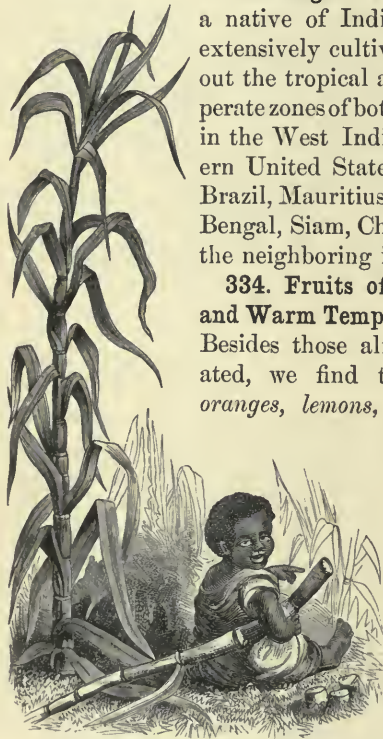 a native of Indi
extensively cultiv
out the tropical a
perate zones of bot
in the West Indi
ern United State
Brazil, Mauritius
Bengal, Siam, Ch
the neighboring i
334. Fruits of
and Warm Temp
Besides those al
ated, we find t
oranges, lemons,